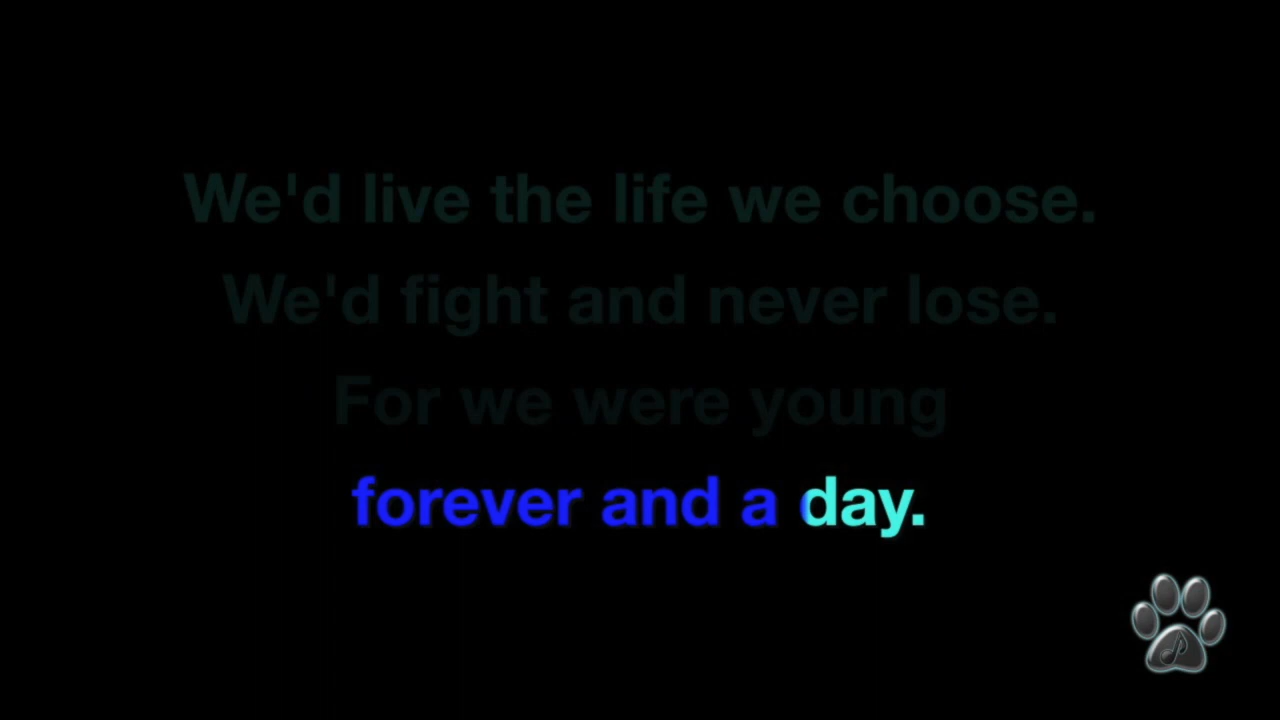 We'd live the life we choose.
We'd fight and never lose.
For we were young
forever and a day.